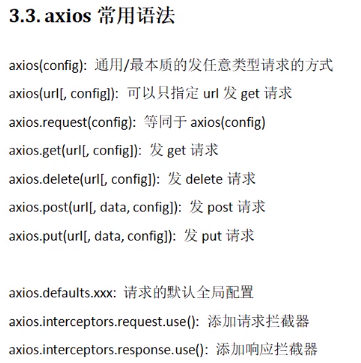 3.3. axios 常用语法
axios(config): 通用/最本质的发任意类型请求的方式
axios(url[, config]): 可以只指定 url 发 get 请求
axios.request(config): 等同于 axios(config)
axios.get(url[, config]): 发 get 请求
axios.delete(url[, config]): 发 delete 请求
axios.post(url[, data, config]): 发 post 请求
axios.put(url[, data, config]): 发 put 请求
axios.defaults.xxx: 请求的默认全局配置
axios.interceptors.request.use(): 添加请求拦截器
axios.interceptors.response.use(): 添加响应拦截器